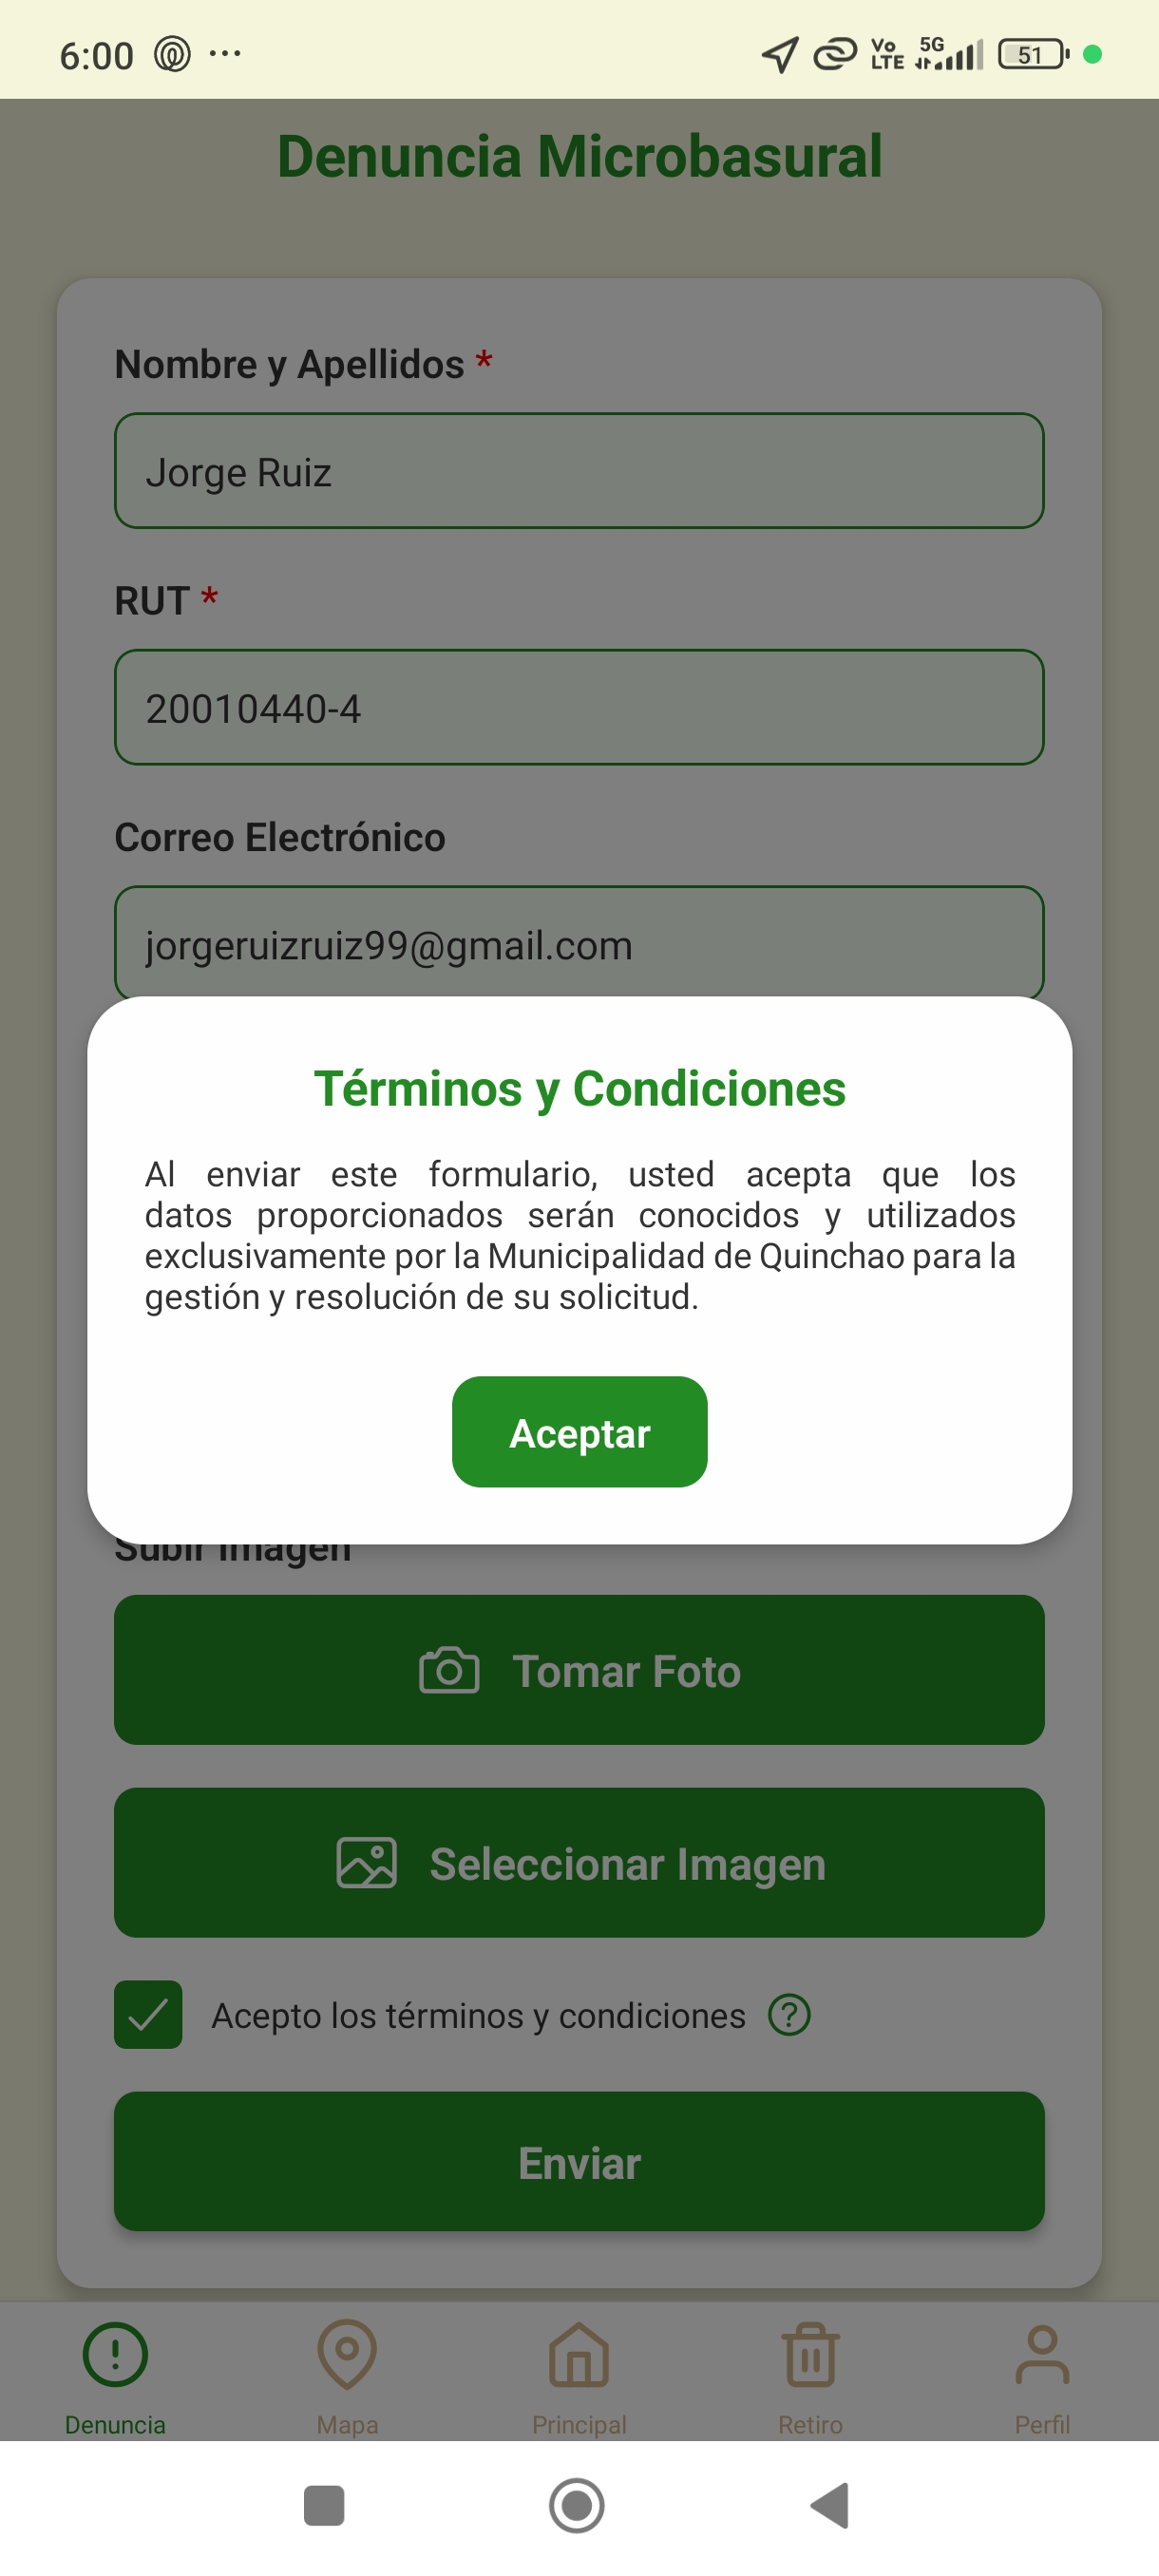 6:00
Vo LTE 5G 51
Denuncia Microbasural
Nombre y Apellidos *
Jorge Ruiz
RUT *
20010440-4
Correo Electrónico
jorgeruizruiz99@gmail.com
Términos y Condiciones
Al enviar este formulario, usted acepta que los
datos proporcionados serán conocidos y utilizados
exclusivamente por la Municipalidad de Quinchao para la
gestión y resolución de su solicitud.
Aceptar
Subir Imagen
Tomar Foto
Seleccionar Imagen
Acepto los términos y condiciones
Enviar
Denuncia Mapa Principal Retiro Perfil